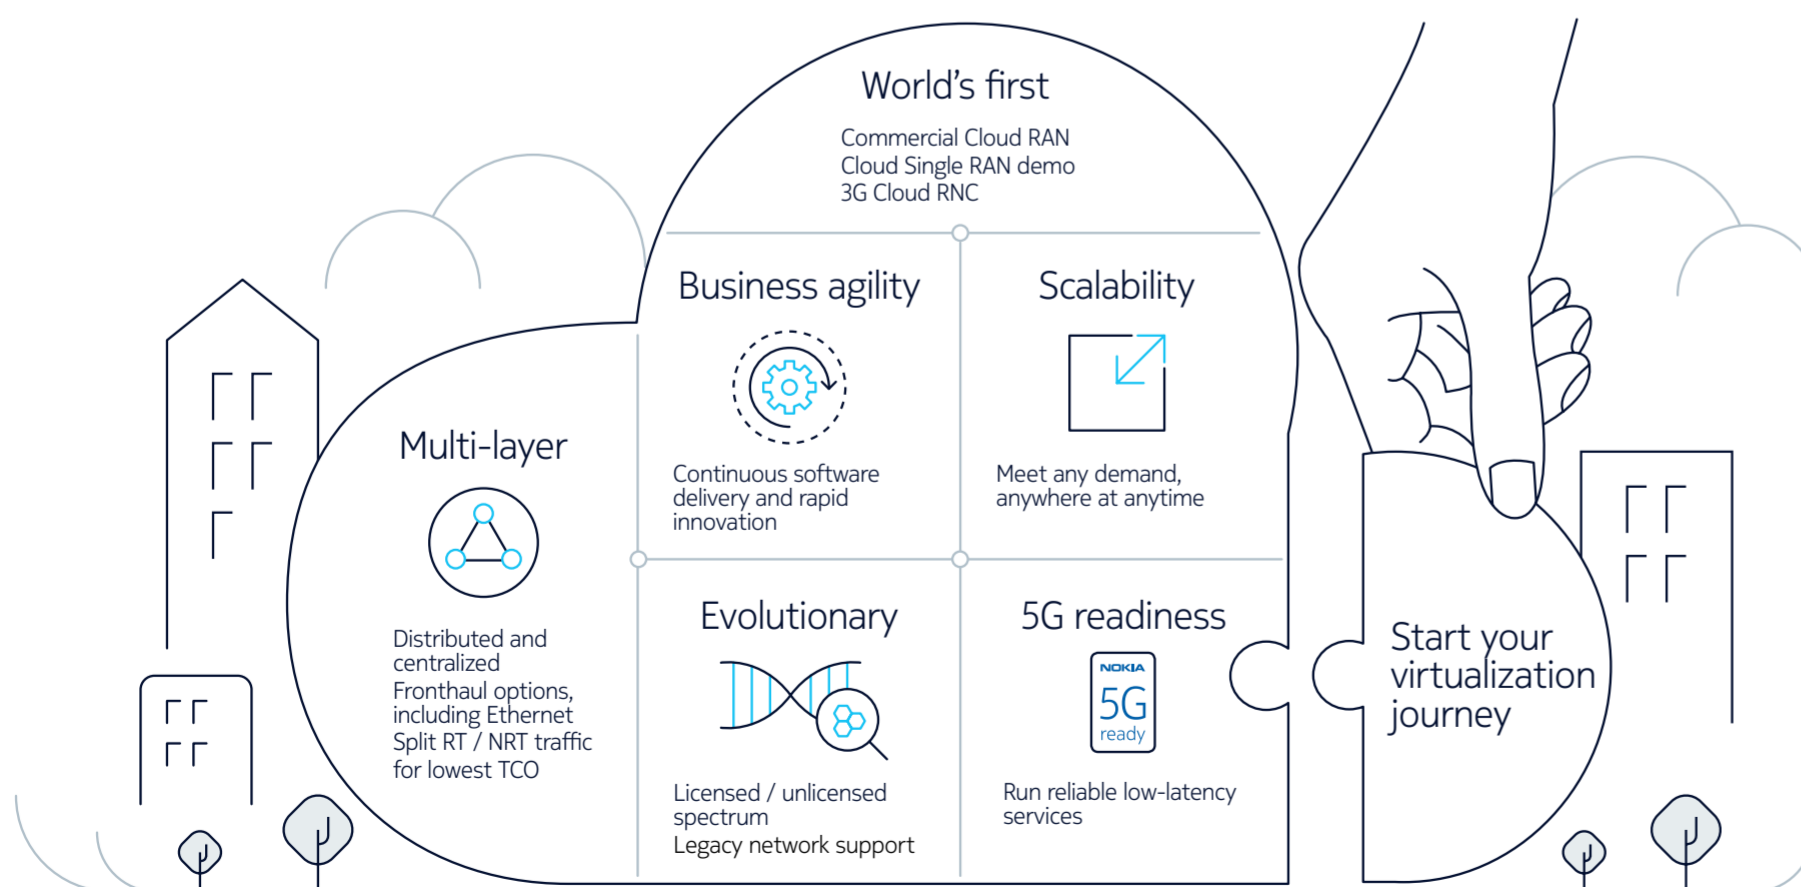 World's first
Commercial Cloud RAN
Cloud Single RAN demo
3G Cloud RNC
Business agility
Continuous software
delivery and rapid
innovation
Scalability
Meet any demand,
anywhere at anytime
Multi-layer
Distributed and
centralized
Fronthaul options,
including Ethernet
Split RT / NRT traffic
for lowest TCO
Evolutionary
Licensed / unlicensed
spectrum
Legacy network support
5G readiness
NOKIA
5G
ready
Run reliable low-latency
services
Start your
virtualization
journey